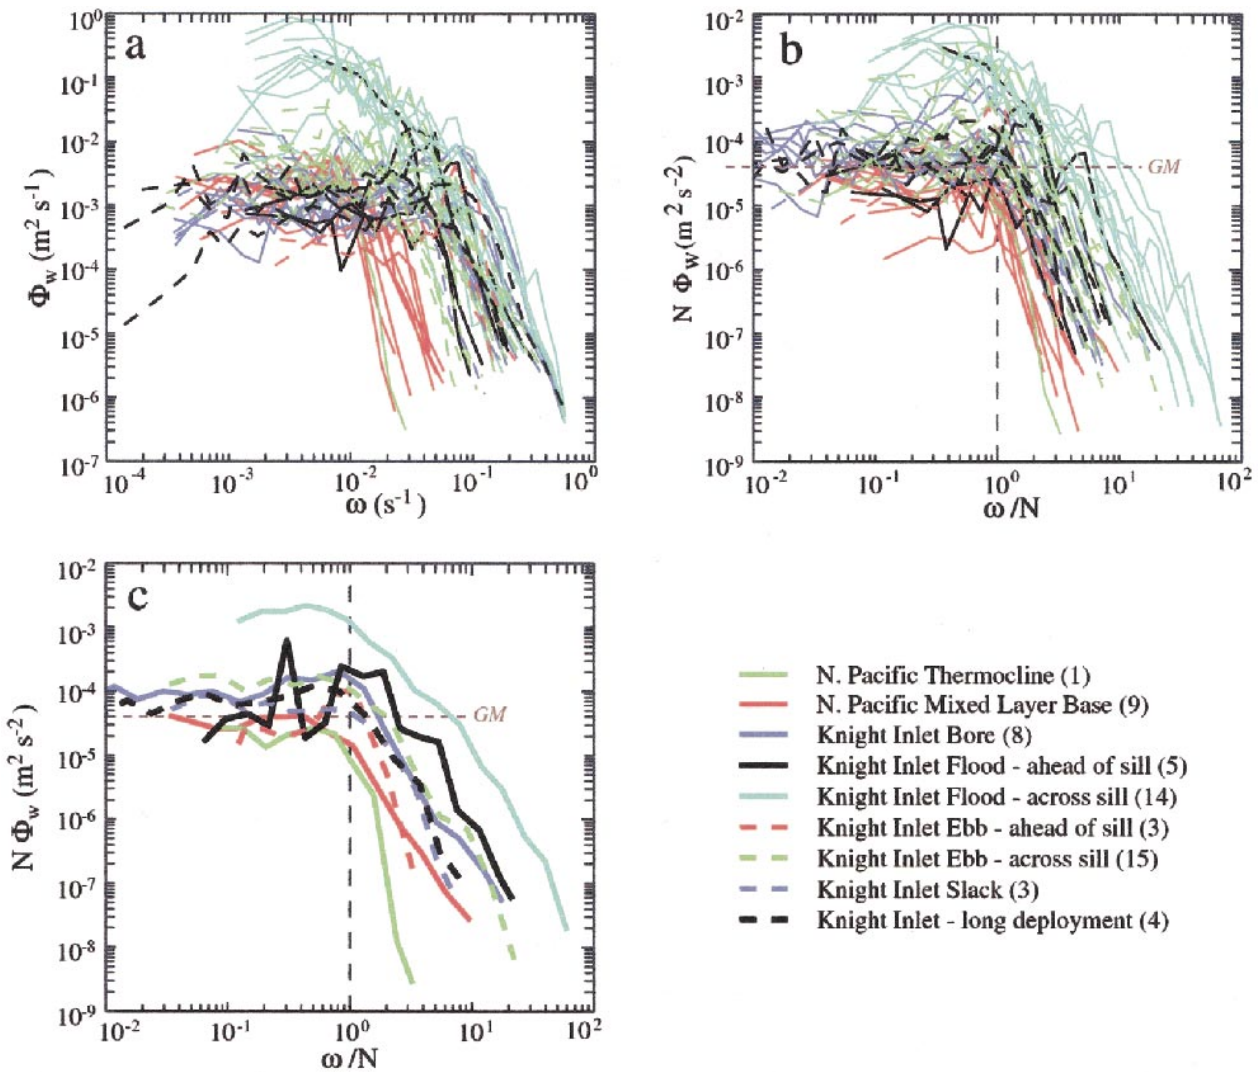 a
10^0
10^-1
10^-2
10^-3
10^-4
10^-5
10^-6
10^-7
Φ_w (m^2 s^-1)
10^-4 10^-3 10^-2 10^-1 10^0
ω (s^-1)
b
10^-2
10^-3
10^-4
10^-5
10^-6
10^-7
10^-8
10^-9
N Φ_w (m^2 s^-2)
GM
10^-2 10^-1 10^0 10^1 10^2
ω /N
c
10^-2
10^-3
10^-4
10^-5
10^-6
10^-7
10^-8
10^-9
N Φ_w (m^2 s^-2)
GM
10^-2 10^-1 10^0 10^1 10^2
ω /N
N. Pacific Thermocline (1)
N. Pacific Mixed Layer Base (9)
Knight Inlet Bore (8)
Knight Inlet Flood - ahead of sill (5)
Knight Inlet Flood - across sill (14)
Knight Inlet Ebb - ahead of sill (3)
Knight Inlet Ebb - across sill (15)
Knight Inlet Slack (3)
Knight Inlet - long deployment (4)